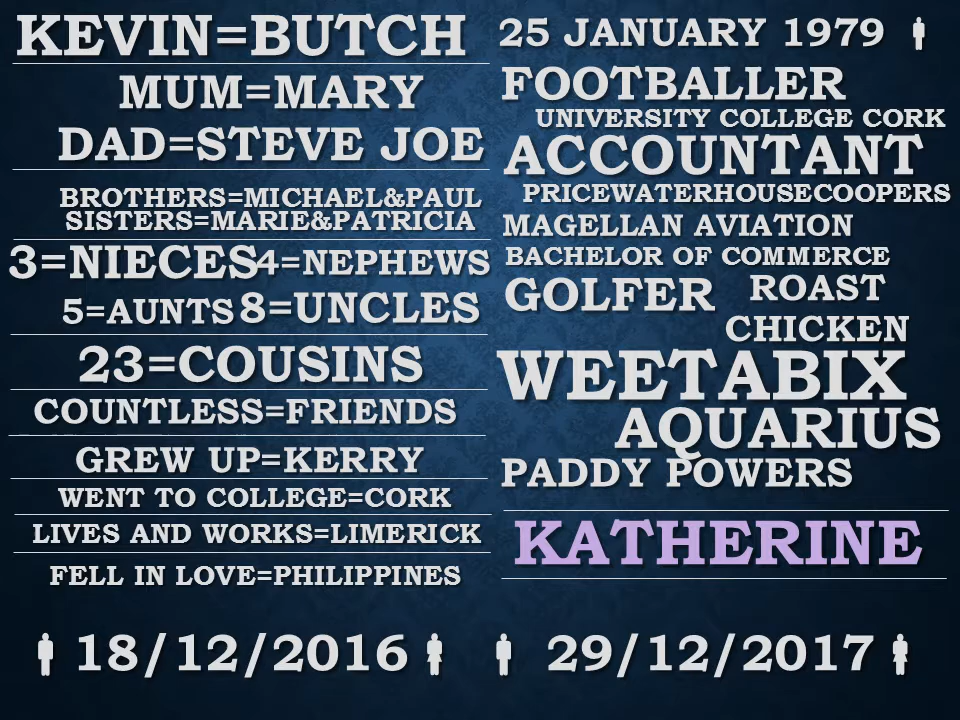 KEVIN=BUTCH
MUM=MARY
DAD=STEVE JOE
BROTHERS=MICHAEL&PAUL
SISTERS=MARIE&PATRICIA
3=NIECES 4=NEPHEWS
5=AUNTS 8=UNCLES
23=COUSINS
COUNTLESS=FRIENDS
GREW UP=KERRY
WENT TO COLLEGE=CORK
LIVES AND WORKS=LIMERICK
FELL IN LOVE=PHILIPPINES
18/12/2016
25 JANUARY 1979
FOOTBALLER
UNIVERSITY COLLEGE CORK
ACCOUNTANT
PRICEWATERHOUSECOOPERS
MAGELLAN AVIATION
BACHELOR OF COMMERCE
GOLFER ROAST
CHICKEN
WEETABIX
AQUARIUS
PADDY POWERS
KATHERINE
29/12/2017